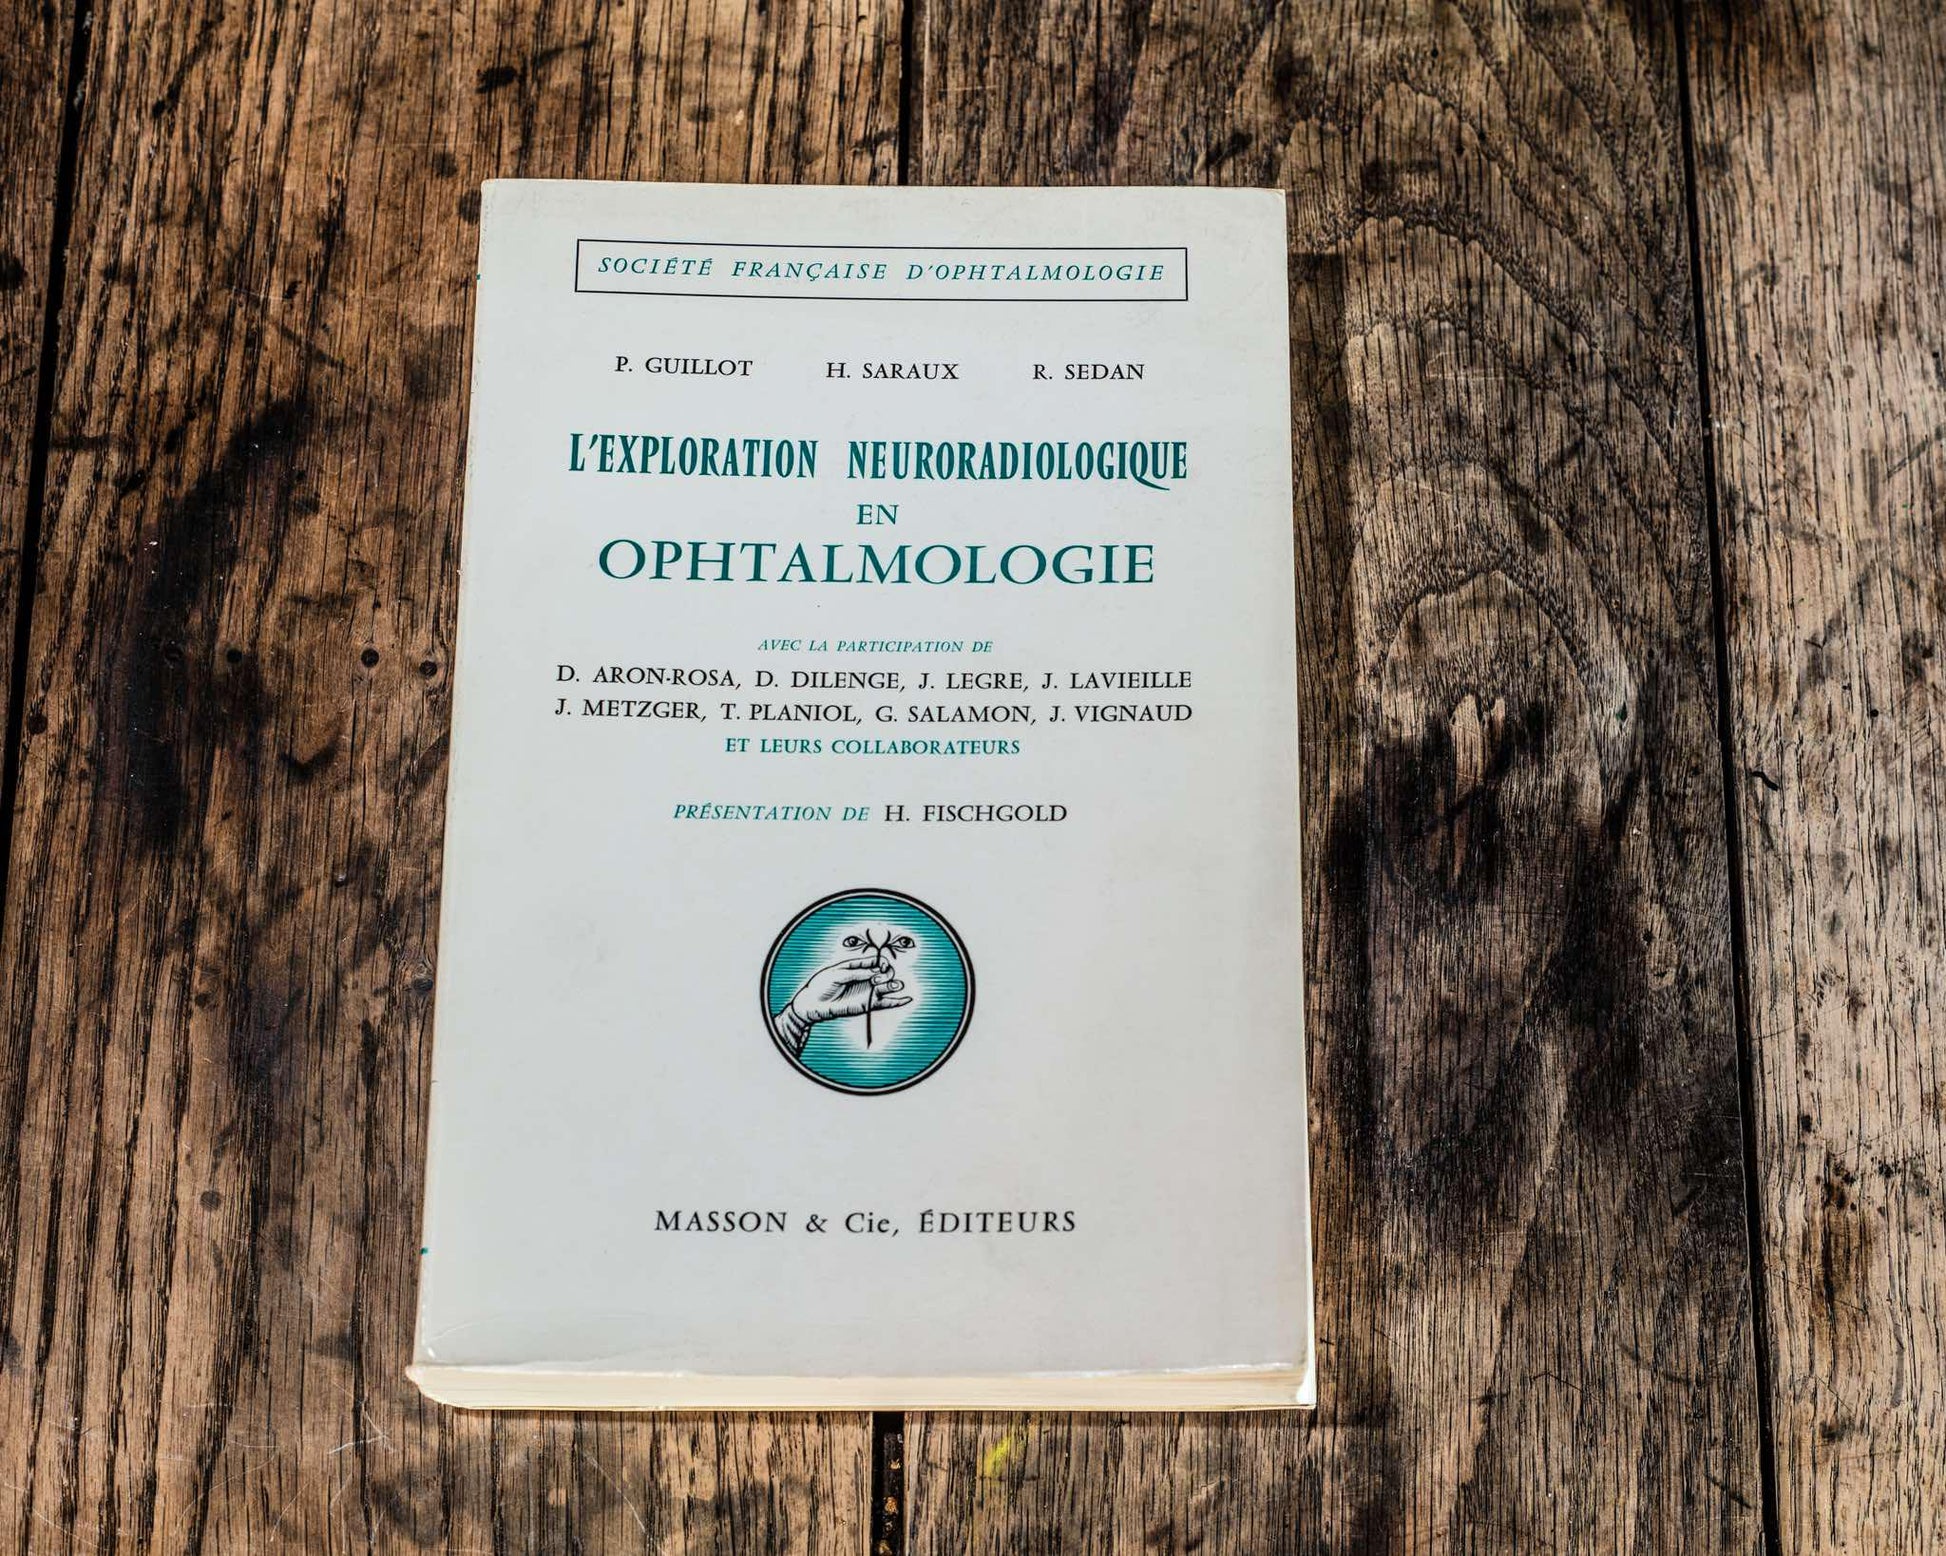 SOCIÉTÉ FRANÇAISE D'OPHTALMOLOGIE
P. GUILLOT H. SARAUX R. SEDAN
L'EXPLORATION NEURORADIOLOGIQUE
EN
OPHTALMOLOGIE
AVEC LA PARTICIPATION DE
D. ARON-ROSA, D. DILENGE, J. LEGRE, J. LAVIEILLE
J. METZGER, T. PLANIOL, G. SALAMON, J. VIGNAUD
ET LEURS COLLABORATEURS
PRÉSENTATION DE H. FISCHGOLD
MASSON & Cie, ÉDITEURS